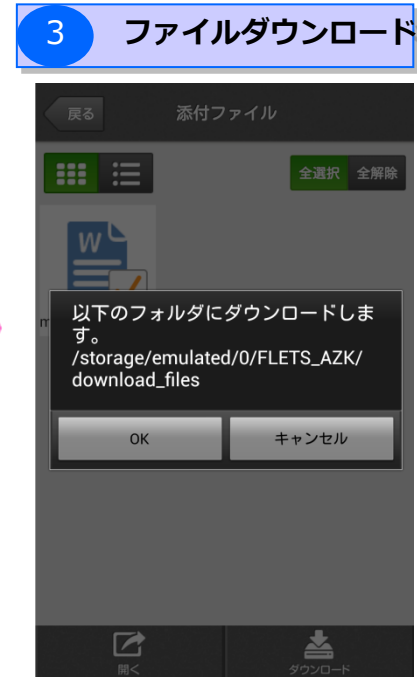 3 ファイルダウンロード
戻る 添付ファイル
全選択 全解除
W
m
以下のフォルダにダウンロードしま
す。
/storage/emulated/0/FLETS_AZK/
download_files
OK キャンセル
開く ダウンロード